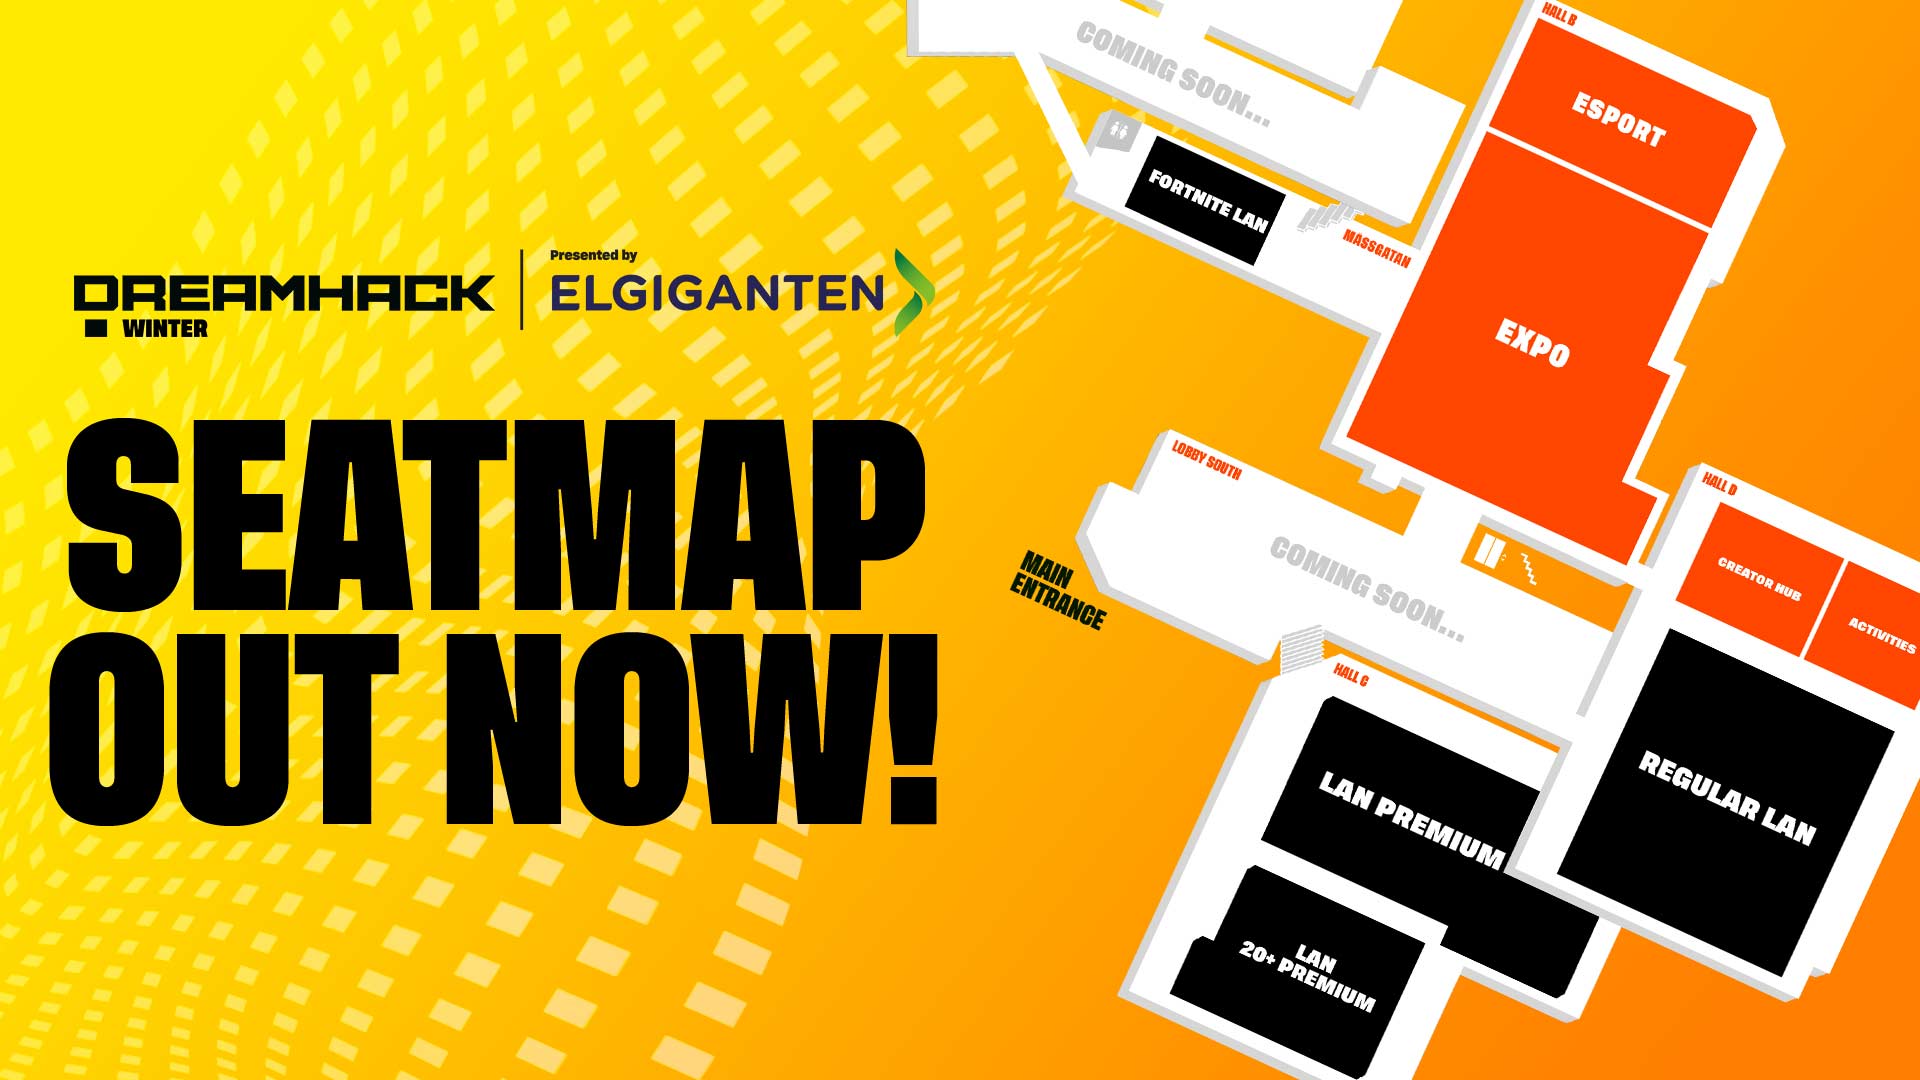 DREAMHACK
WINTER
Presented by
ELGIGANTEN
SEATMAP
OUT NOW!
COMING SOON...
HALL B
ESPORT
FORTNITE LAN
MÄSSGATAN
EXPO
LOBBY SOUTH
MAIN
ENTRANCE
COMING SOON...
HALL D
CREATOR HUB
ACTIVITIES
HALL C
LAN PREMIUM
REGULAR LAN
LAN
20+ PREMIUM